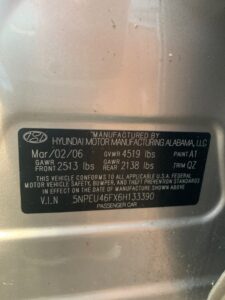 MANUFACTURED BY
HYUNDAI MOTOR MANUFACTURING ALABAMA, LLC
Mar/02/06 GVWR 4519 lbs PAINT A1
GAWR FRONT 2513 lbs GAWR REAR 2138 lbs TRIM QZ
THIS VEHICLE CONFORMS TO ALL APPLICABLE U.S.A. FEDERAL
MOTOR VEHICLE SAFETY, BUMPER, AND THEFT PREVENTION STANDARDS
IN EFFECT ON THE DATE OF MANUFACTURE SHOWN ABOVE.
V.I.N 5NPEU46FX6H133390
PASSENGER CAR